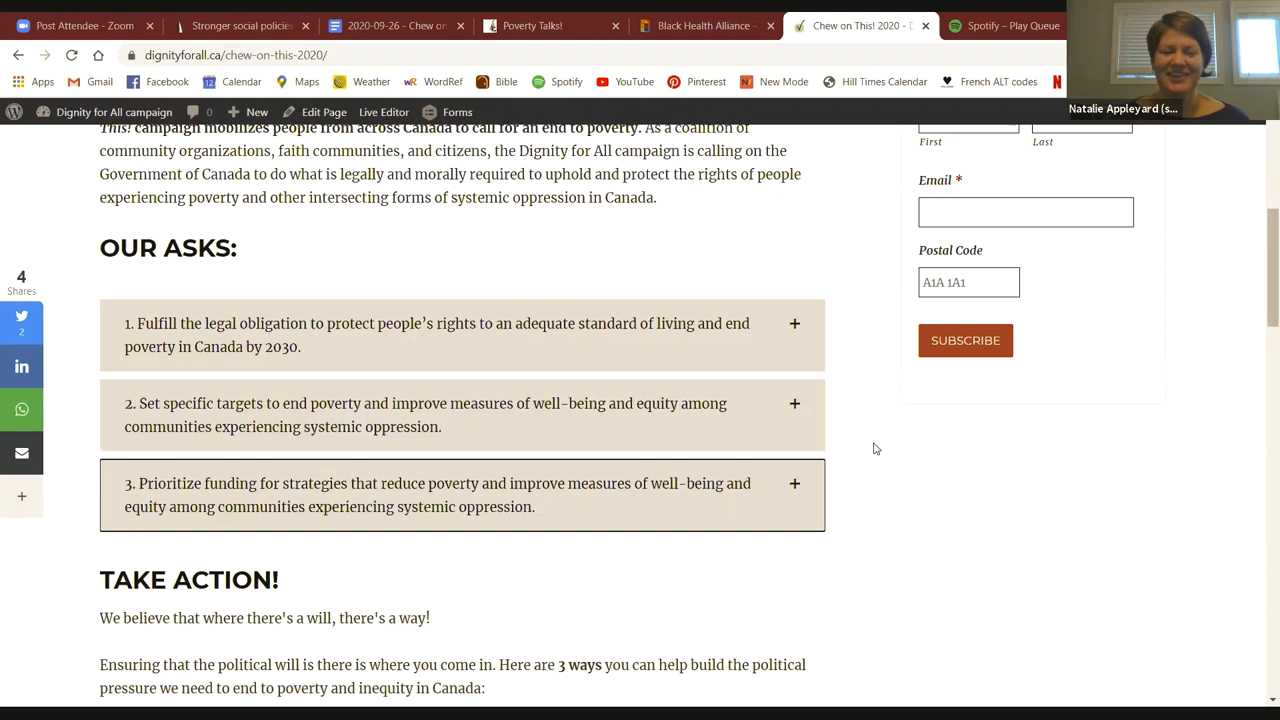 Post Attendee - Zoom
Stronger social policies
2020-09-26 - Chew on
Poverty Talks!
Black Health Alliance –
Chew on This! 2020 - D
Spotify – Play Queue
dignityforall.ca/chew-on-this-2020/
Apps
Gmail
Facebook
Calendar
Maps
Weather
Relief
Bible
Spotify
YouTube
Pinterest
New Mode
Hill Times Calendar
French ALT codes
Dignity for All campaign
0
New
Edit Page
Live Editor
Forms
Natalie Appleyard (s...
This! campaign mobilizes people from across Canada to call for an end to poverty. As a coalition of
community organizations, faith communities, and citizens, the Dignity for All campaign is calling on the
Government of Canada to do what is legally and morally required to uphold and protect the rights of people
experiencing poverty and other intersecting forms of systemic oppression in Canada.
OUR ASKS:
1. Fulfill the legal obligation to protect people's rights to an adequate standard of living and end
poverty in Canada by 2030.
2. Set specific targets to end poverty and improve measures of well-being and equity among
communities experiencing systemic oppression.
3. Prioritize funding for strategies that reduce poverty and improve measures of well-being and
equity among communities experiencing systemic oppression.
TAKE ACTION!
We believe that where there's a will, there's a way!
Ensuring that the political will is there is where you come in. Here are 3 ways you can help build the political
pressure we need to end to poverty and inequity in Canada:
4
Shares
2
First
Last
Email *
Postal Code
A1A 1A1
SUBSCRIBE